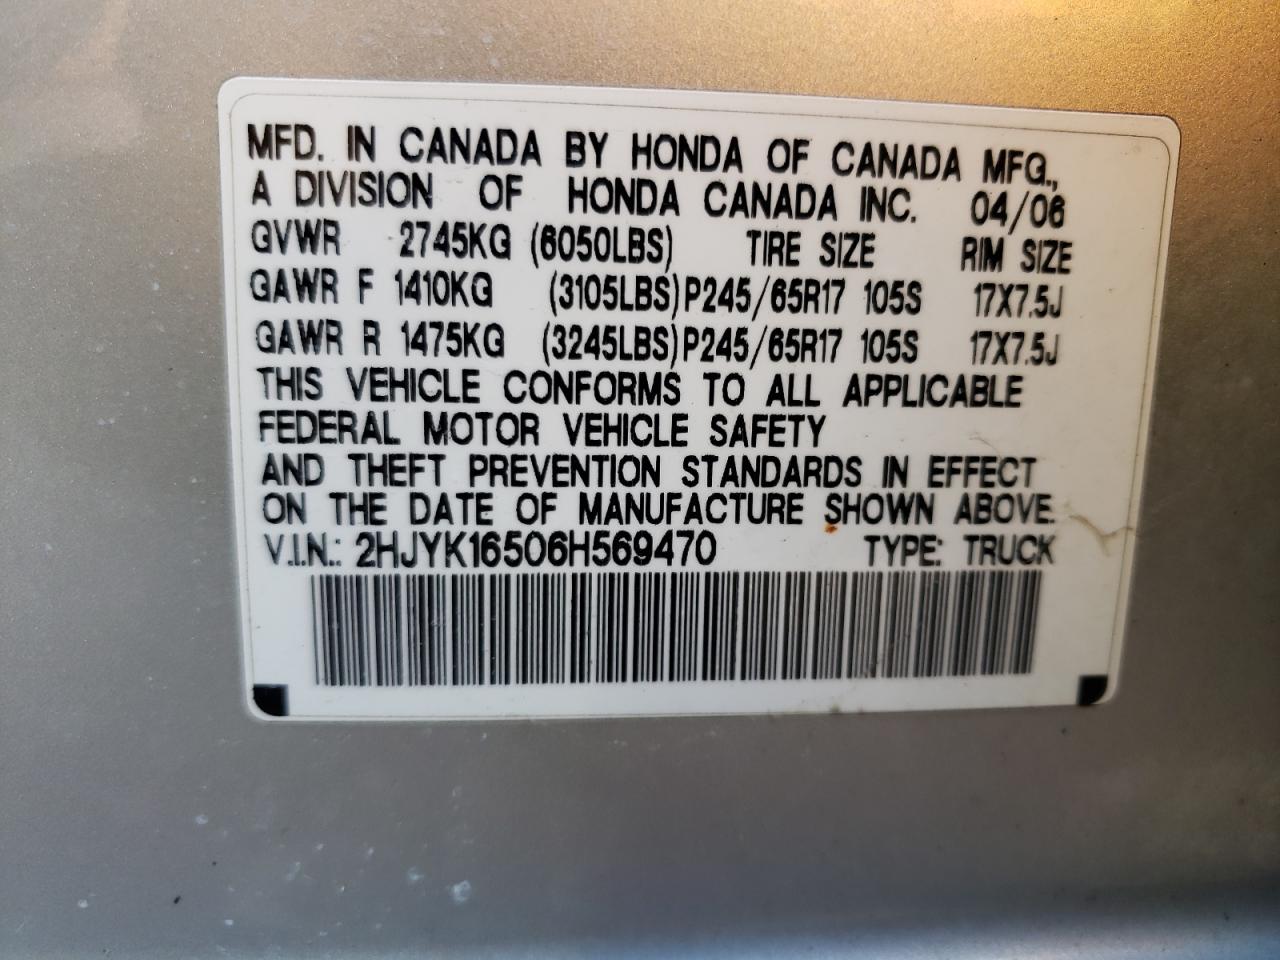 MFD. IN CANADA BY HONDA OF CANADA MFG.,
A DIVISION OF HONDA CANADA INC. 04/06
GVWR 2745KG (6050LBS) TIRE SIZE RIM SIZE
GAWR F 1410KG (3105LBS) P245/65R17 105S 17X7.5J
GAWR R 1475KG (3245LBS) P245/65R17 105S 17X7.5J
THIS VEHICLE CONFORMS TO ALL APPLICABLE
FEDERAL MOTOR VEHICLE SAFETY
AND THEFT PREVENTION STANDARDS IN EFFECT
ON THE DATE OF MANUFACTURE SHOWN ABOVE.
V.I.N.: 2HJYK16506H569470 TYPE: TRUCK